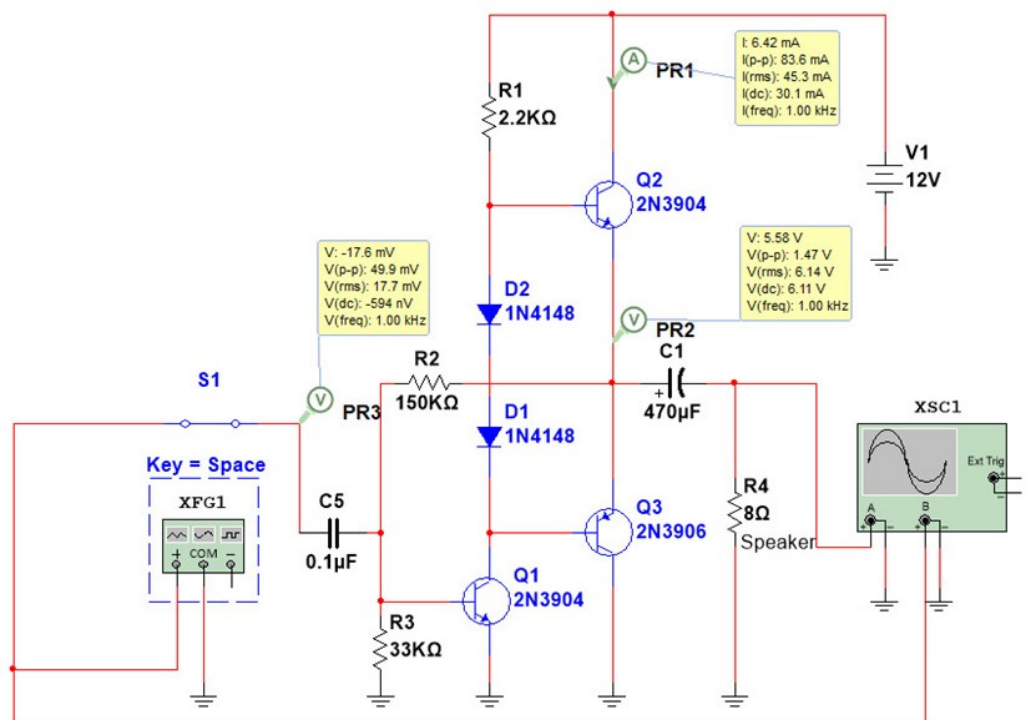 I: 6.42 mA
I(p-p): 83.6 mA
I(rms): 45.3 mA
I(dc): 30.1 mA
I(freq): 1.00 kHz
A
PR1
R1
2.2KΩ
V1
12V
Q2
2N3904
V: -17.6 mV
V(p-p): 49.9 mV
V(rms): 17.7 mV
V(dc): -594 nV
V(freq): 1.00 kHz
V: 5.58 V
V(p-p): 1.47 V
V(rms): 6.14 V
V(dc): 6.11 V
V(freq): 1.00 kHz
D2
1N4148
V
PR2
C1
+
470µF
R2
150KΩ
S1
V
PR3
D1
1N4148
XSC1
Ext Trig
+
-
A
B
+
-
+
-
Key = Space
XFG1
+
COM
-
C5
0.1µF
R4
8Ω
Speaker
Q3
2N3906
Q1
2N3904
R3
33KΩ